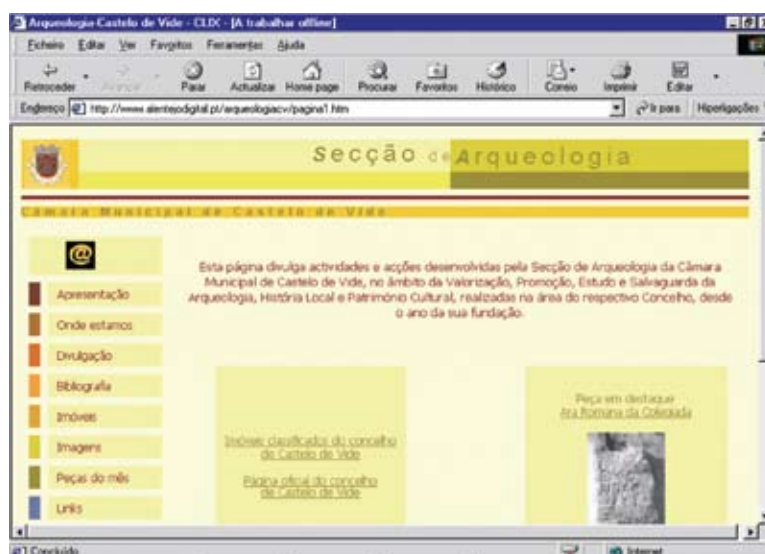 Arqueologia-Castelo de Vide - CLIX - [A trabalhar offline]
Ficheiro Editar Ver Favoritos Ferramentas Ajuda
Retroceder Avançar Parar Actualizar Home page Procurar Favoritos Histórico Correio Imprimir Editar
Endereço http://www.alentejodigital.pt/arqueologiacv/pagina1.htm Ir para Hiperligações
Secção de Arqueologia
Câmara Municipal de Castelo de Vide
@
Apresentação
Onde estamos
Divulgação
Bibliografia
Imóveis
Imagens
Peças do mês
Links
Esta página divulga actividades e acções desenvolvidas pela Secção de Arqueologia da Câmara
Municipal de Castelo de Vide, no âmbito da Valorização, Promoção, Estudo e Salvaguarda da
Arqueologia, História Local e Património Cultural, realizadas na área do respectivo Concelho, desde
o ano da sua fundação.
Imóveis classificados do concelho
de Castelo de Vide
Página oficial do concelho
de Castelo de Vide
Peça em destaque
Ara Romana da Colegiada
Concluído Internet